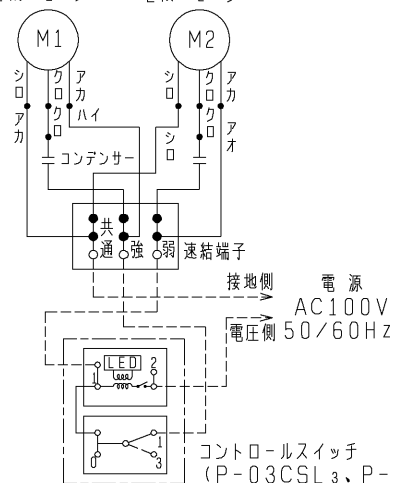 M1 M2
シロ クロ アカ シロ クロ アカ
アカ クロ ハイ シロ アオ
コンデンサー
共通 強 弱 速結端子
接地側 電源
AC100V
電圧側 50/60Hz
LED 2
1
1
0 3
コントロールスイッチ
(P-03CSL₃、P-